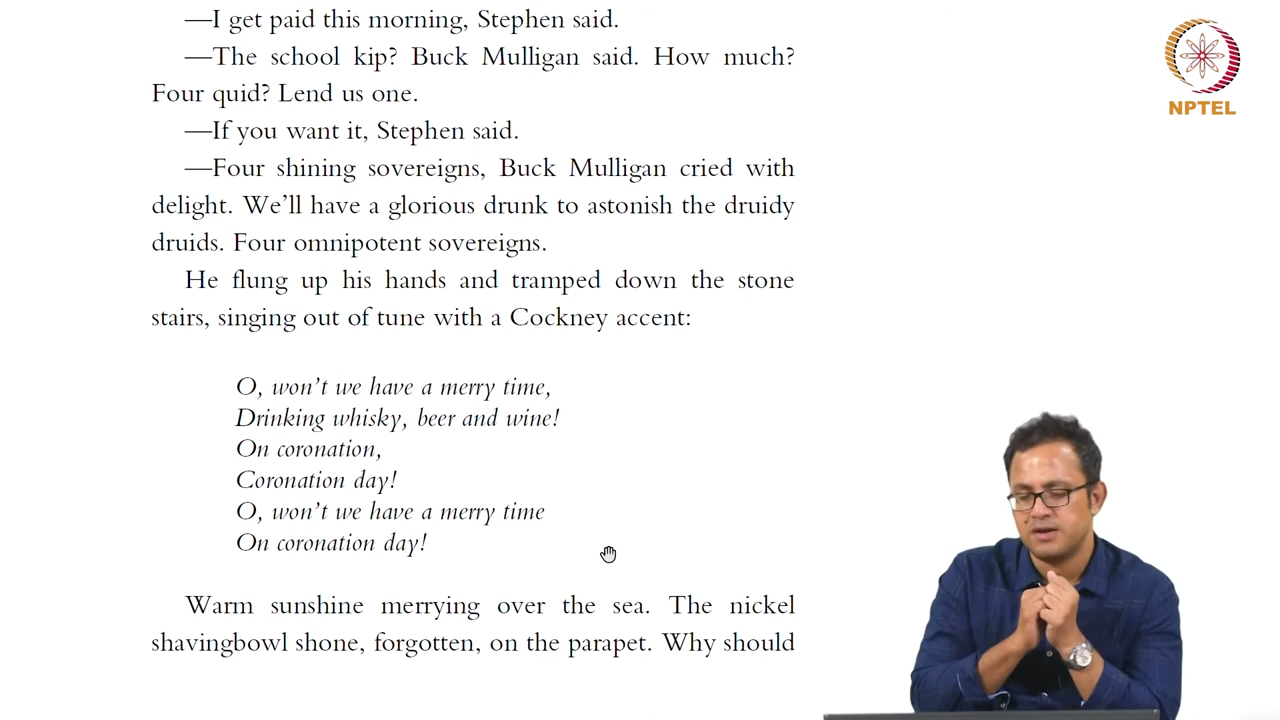 —I get paid this morning, Stephen said.
—The school kip? Buck Mulligan said. How much?
Four quid? Lend us one.
—If you want it, Stephen said.
—Four shining sovereigns, Buck Mulligan cried with
delight. We’ll have a glorious drunk to astonish the druidy
druids. Four omnipotent sovereigns.
He flung up his hands and tramped down the stone
stairs, singing out of tune with a Cockney accent:
O, won’t we have a merry time,
Drinking whisky, beer and wine!
On coronation,
Coronation day!
O, won’t we have a merry time
On coronation day!
Warm sunshine merrying over the sea. The nickel
shavingbowl shone, forgotten, on the parapet. Why should
NPTEL